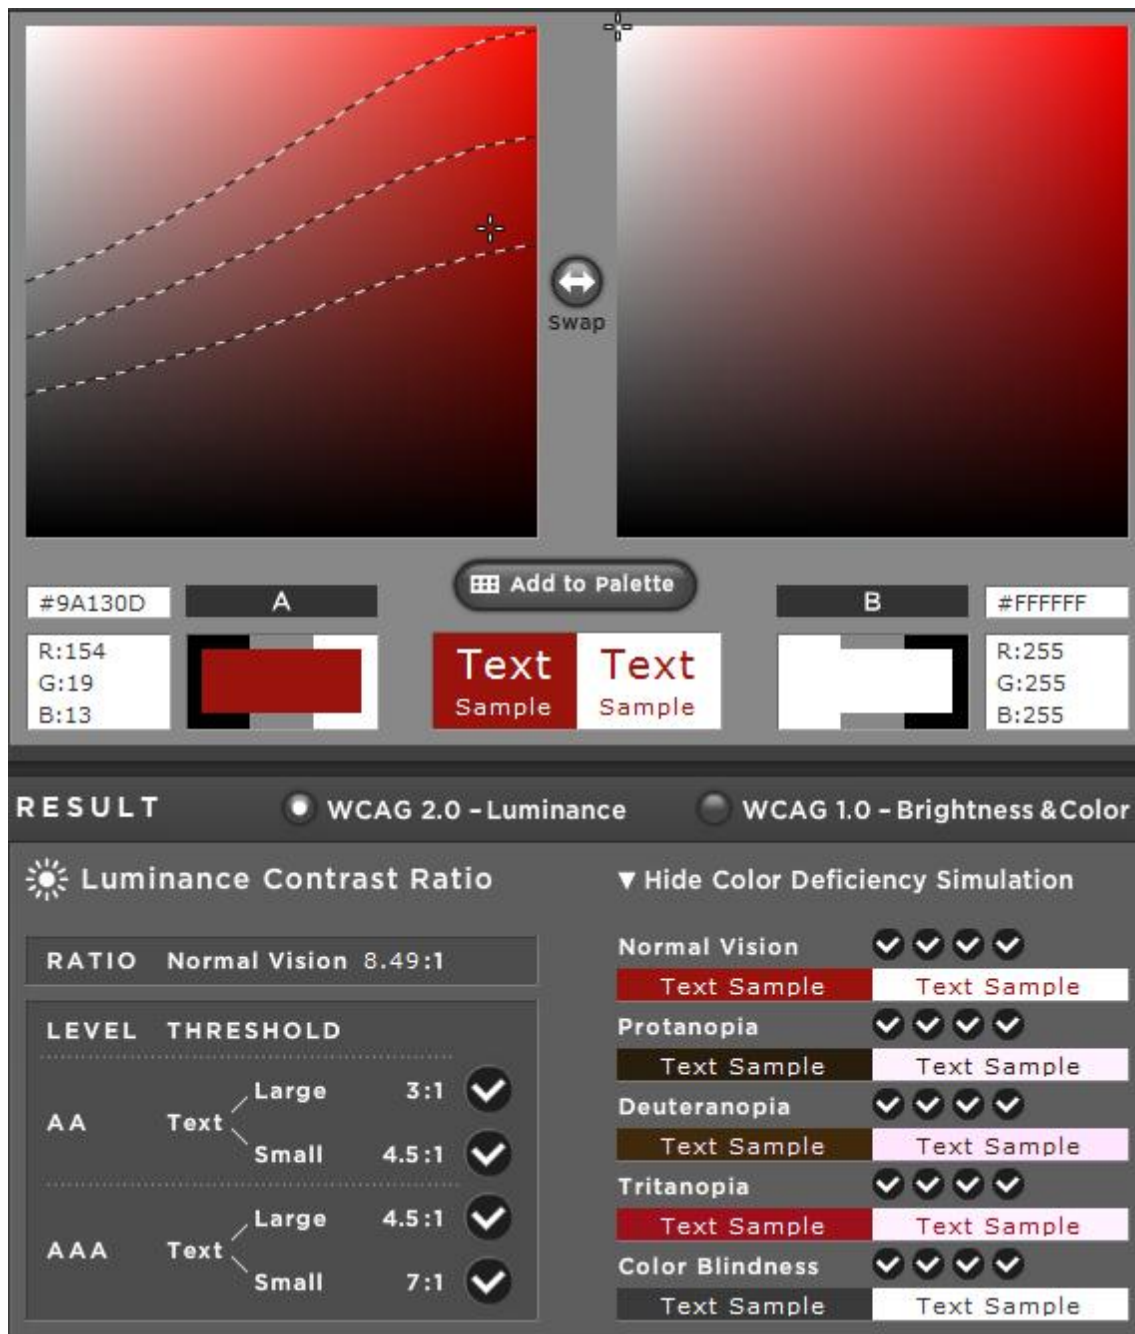 Swap
Add to Palette
#9A130D
A
B
#FFFFFF
R:154
G:19
B:13
Text
Sample
Text
Sample
R:255
G:255
B:255
RESULT
WCAG 2.0 – Luminance
WCAG 1.0 – Brightness & Color
Luminance Contrast Ratio
RATIO Normal Vision 8.49:1
LEVEL THRESHOLD
AA
Text
Large 3:1
Small 4.5:1
AAA
Text
Large 4.5:1
Small 7:1
▼ Hide Color Deficiency Simulation
Normal Vision
Text Sample Text Sample
Protanopia
Text Sample Text Sample
Deuteranopia
Text Sample Text Sample
Tritanopia
Text Sample Text Sample
Color Blindness
Text Sample Text Sample